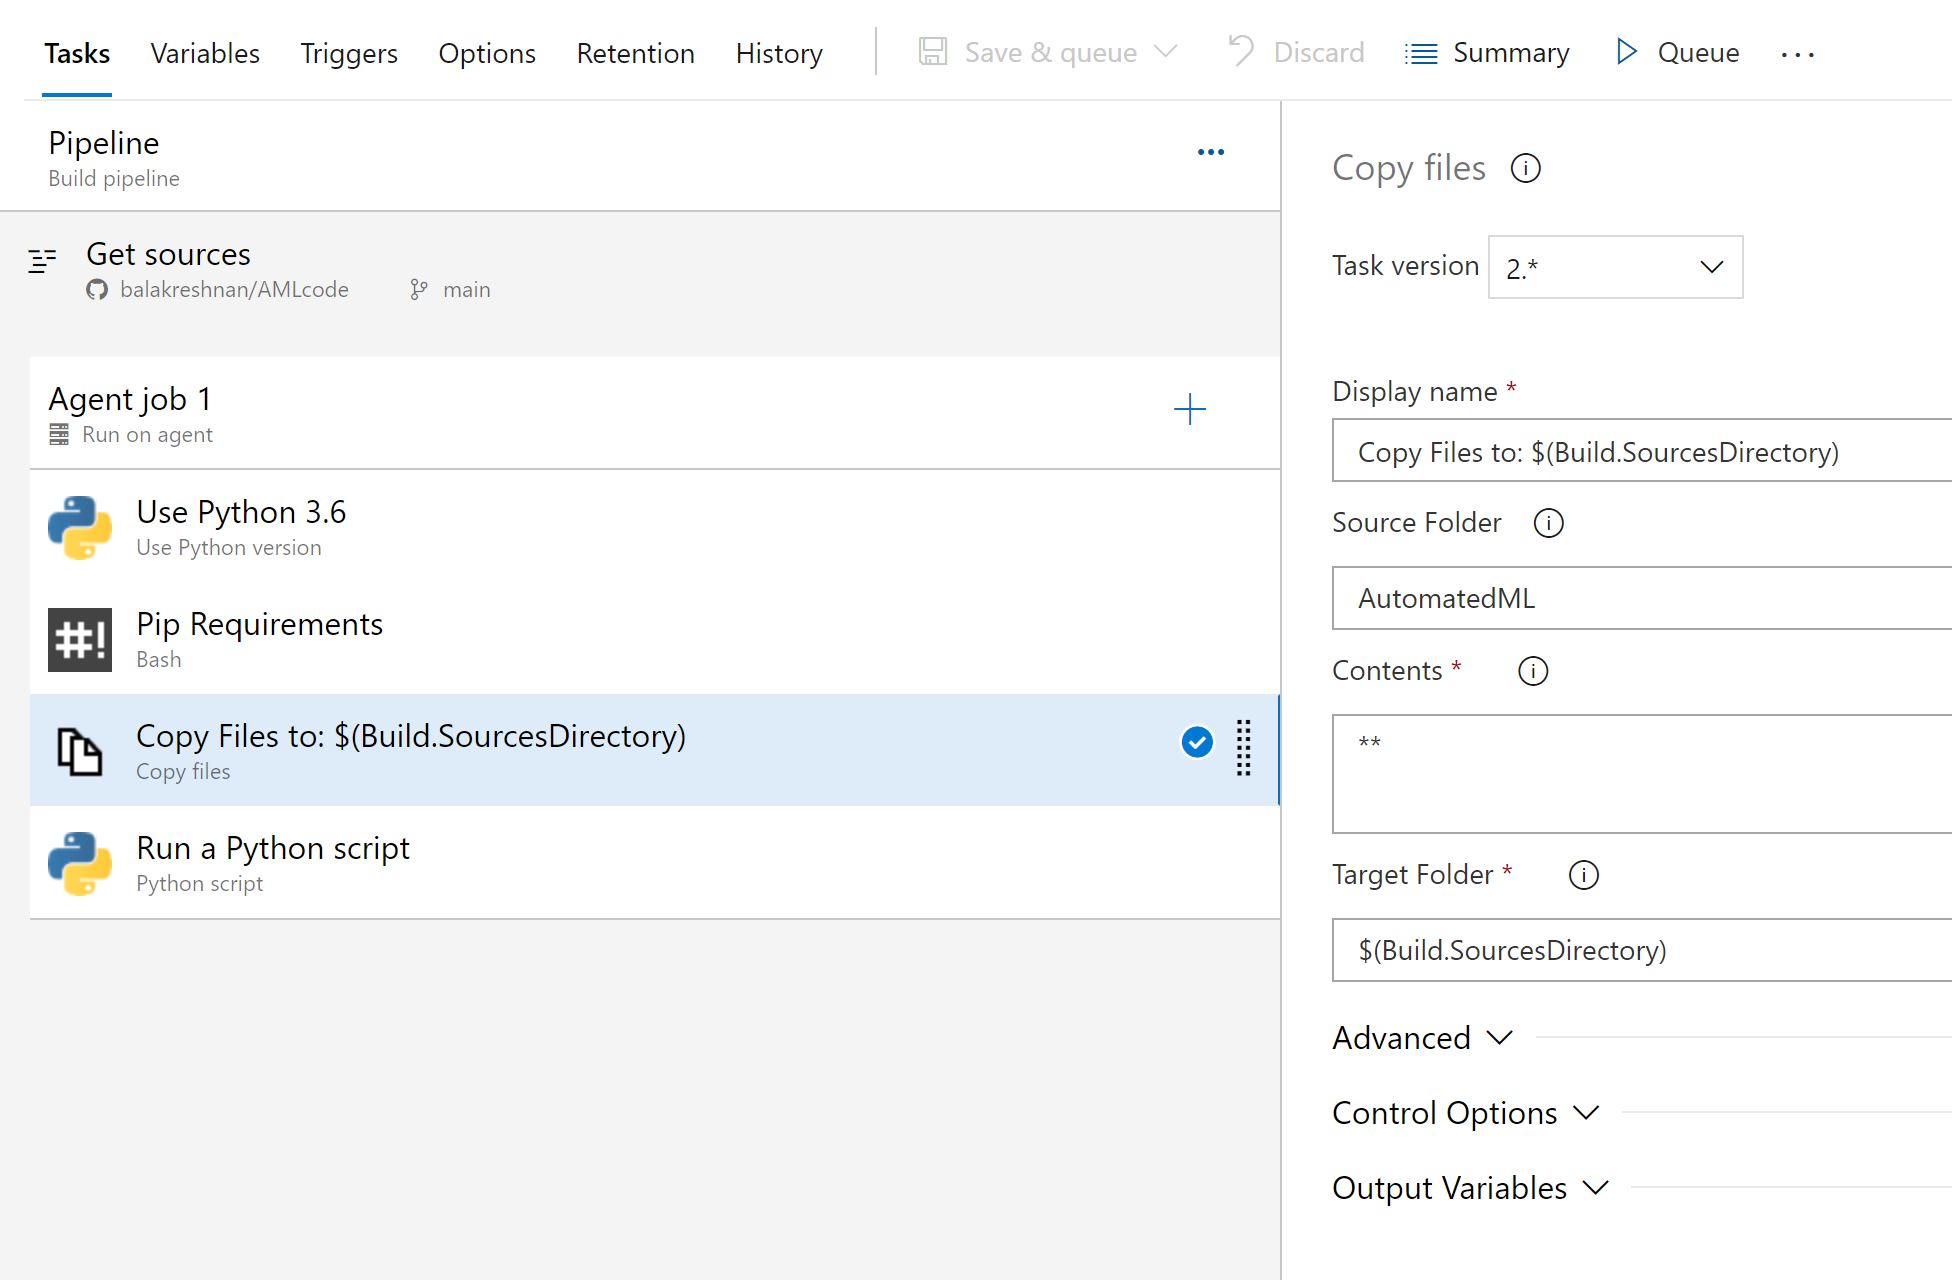 Tasks Variables Triggers Options Retention History Save & queue Discard Summary Queue ...
Pipeline
Build pipeline
Get sources
balakreshnan/AMLcode main
Agent job 1
Run on agent
Use Python 3.6
Use Python version
Pip Requirements
Bash
Copy Files to: $(Build.SourcesDirectory)
Copy files
Run a Python script
Python script
Copy files
Task version 2.*
Display name *
Copy Files to: $(Build.SourcesDirectory)
Source Folder
AutomatedML
Contents *
**
Target Folder *
$(Build.SourcesDirectory)
Advanced
Control Options
Output Variables